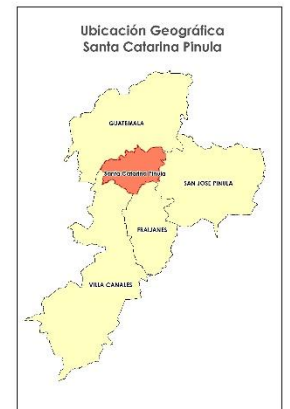 Ubicación Geográfica
Santa Catarina Pinula
GUATEMALA
Santa Catarina Pinula
SAN JOSE PINULA
FRAIJANES
VILLA CANALES